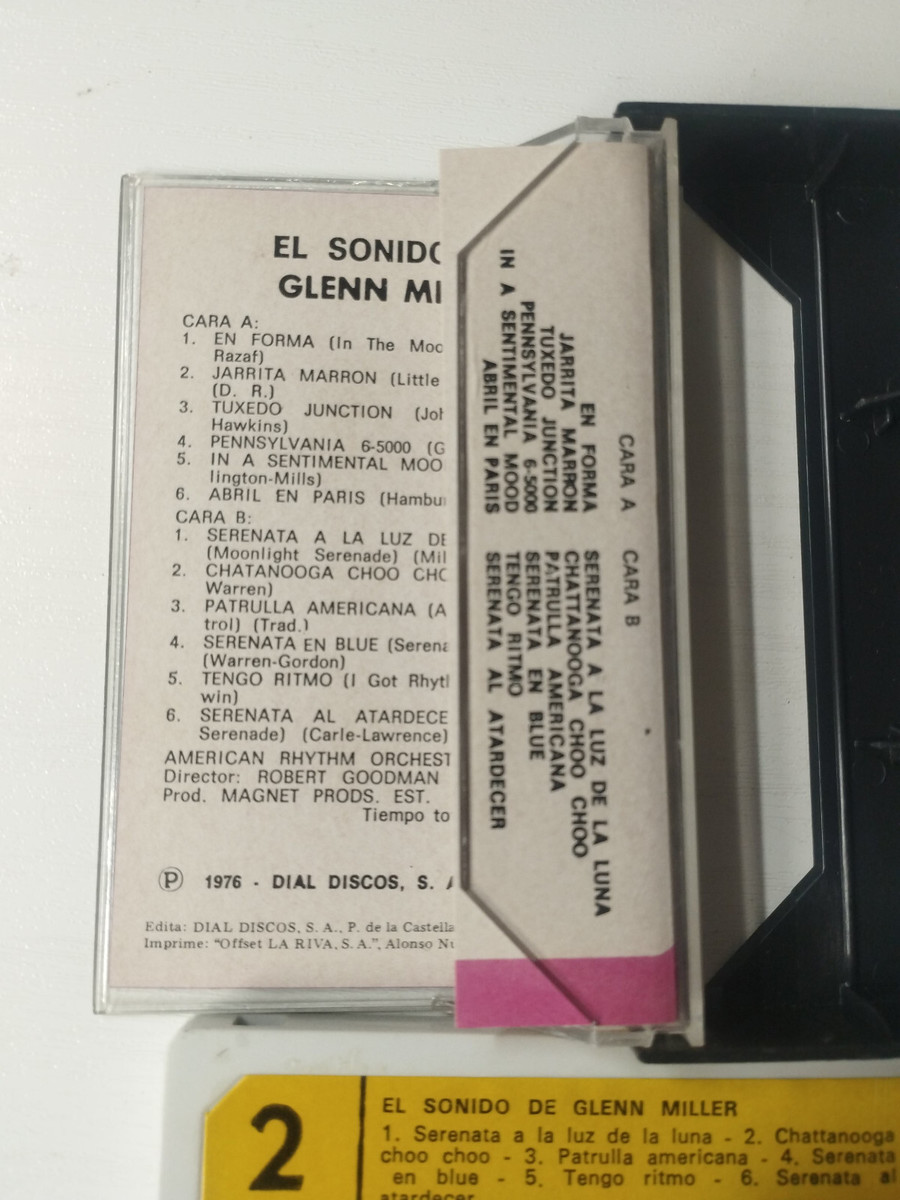 EL SONIDO
GLENN MI
CARA A:
1. EN FORMA (In The Moo
Razaf)
2. JARRITA MARRON (Little
(D. R.)
3. TUXEDO JUNCTION (Joh
Hawkins)
4. PENNSYLVANIA 6-5000 (G
5. IN A SENTIMENTAL MOO
lington-Mills)
6. ABRIL EN PARIS (Hambu
CARA B:
1. SERENATA A LA LUZ DE
(Moonlight Serenade) (Mil
2. CHATANOOGA CHOO CHO
Warren)
3. PATRULLA AMERICANA (A
trol) (Trad.)
4. SERENATA EN BLUE (Serena
(Warren-Gordon)
5. TENGO RITMO (I Got Rhyt
win)
6. SERENATA AL ATARDECE
Serenade) (Carle-Lawrence)
AMERICAN RHYTHM ORCHEST
Director: ROBERT GOODMAN
Prod. MAGNET PRODS. EST.
Tiempo to
Ⓟ 1976 - DIAL DISCOS, S. A
Edita: DIAL DISCOS, S. A., P. de la Castella
Imprime: "Offset LA RIVA, S. A.", Alonso Nu
CARA A
EN FORMA
JARRITA MARRON
TUXEDO JUNCTION
PENNSYLVANIA 6-5000
IN A SENTIMENTAL MOOD
ABRIL EN PARIS
CARA B
SERENATA A LA LUZ DE LA LUNA
CHATTANOOGA CHOO CHOO
PATRULLA AMERICANA
SERENATA EN BLUE
TENGO RITMO
SERENATA AL ATARDECER
2
EL SONIDO DE GLENN MILLER
1. Serenata a la luz de la luna - 2. Chattanooga
choo choo - 3. Patrulla americana - 4. Serenata
en blue - 5. Tengo ritmo - 6. Serenata al
atardecer